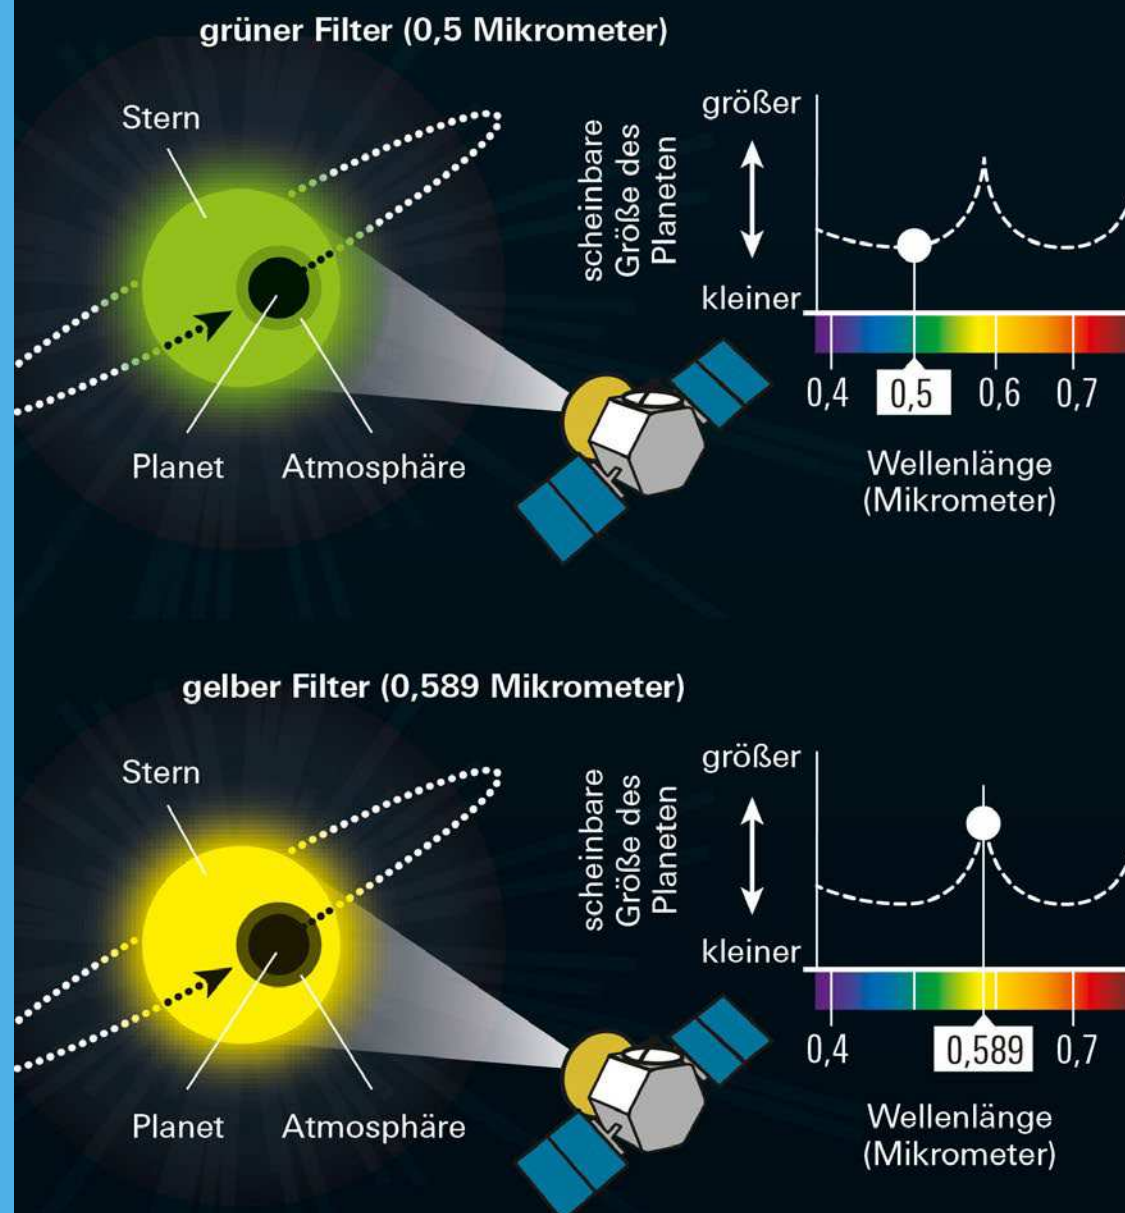 grüner Filter (0,5 Mikrometer)
Stern
Planet
Atmosphäre
scheinbare
Größe des
Planeten
größer
kleiner
0,4
0,5
0,6
0,7
Wellenlänge
(Mikrometer)
gelber Filter (0,589 Mikrometer)
Stern
Planet
Atmosphäre
scheinbare
Größe des
Planeten
größer
kleiner
0,4
0,589
0,7
Wellenlänge
(Mikrometer)